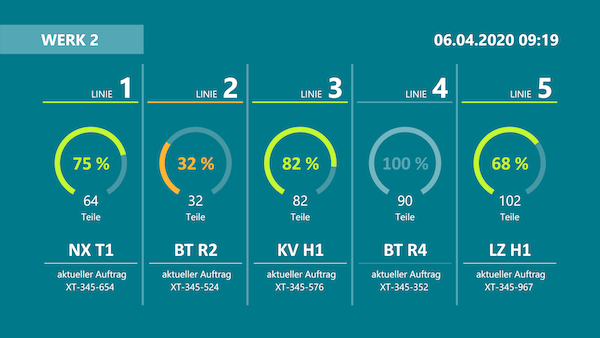 WERK 2
06.04.2020 09:19
LINIE 1
LINIE 2
LINIE 3
LINIE 4
LINIE 5
75 %
32 %
82 %
100 %
68 %
64
32
82
90
102
Teile
Teile
Teile
Teile
Teile
NX T1
BT R2
KV H1
BT R4
LZ H1
aktueller Auftrag
aktueller Auftrag
aktueller Auftrag
aktueller Auftrag
aktueller Auftrag
XT-345-654
XT-345-524
XT-345-576
XT-345-352
XT-345-967